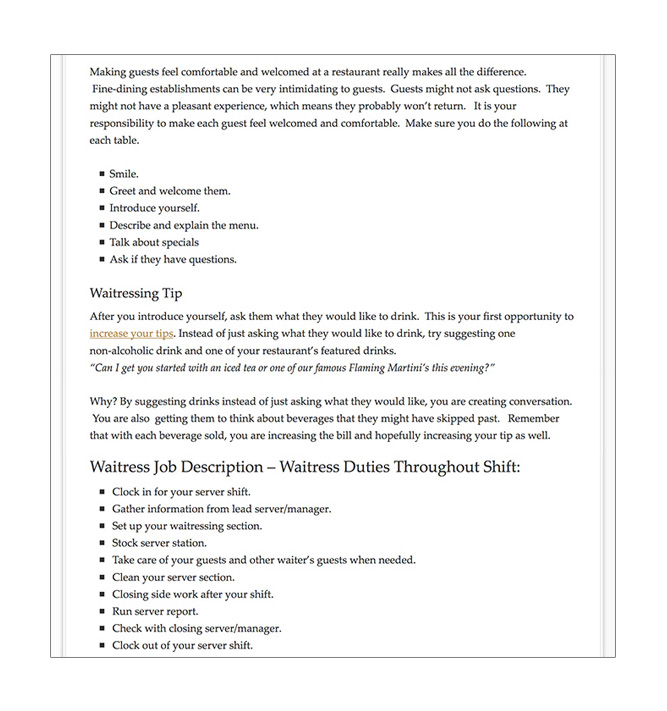 Making guests feel comfortable and welcomed at a restaurant really makes all the difference.
Fine-dining establishments can be very intimidating to guests.  Guests might not ask questions.  They
might not have a pleasant experience, which means they probably won't return.   It is your
responsibility to make each guest feel welcomed and comfortable.  Make sure you do the following at
each table.
▪ Smile.
▪ Greet and welcome them.
▪ Introduce yourself.
▪ Describe and explain the menu.
▪ Talk about specials
▪ Ask if they have questions.
Waitressing Tip
After you introduce yourself, ask them what they would like to drink.  This is your first opportunity to
increase your tips. Instead of just asking what they would like to drink, try suggesting one
non-alcoholic drink and one of your restaurant's featured drinks.
"Can I get you started with an iced tea or one of our famous Flaming Martini's this evening?"
Why? By suggesting drinks instead of just asking what they would like, you are creating conversation.
You are also  getting them to think about beverages that they might have skipped past.   Remember
that with each beverage sold, you are increasing the bill and hopefully increasing your tip as well.
Waitress Job Description – Waitress Duties Throughout Shift:
▪ Clock in for your server shift.
▪ Gather information from lead server/manager.
▪ Set up your waitressing section.
▪ Stock server station.
▪ Take care of your guests and other waiter's guests when needed.
▪ Clean your server section.
▪ Closing side work after your shift.
▪ Run server report.
▪ Check with closing server/manager.
▪ Clock out of your server shift.